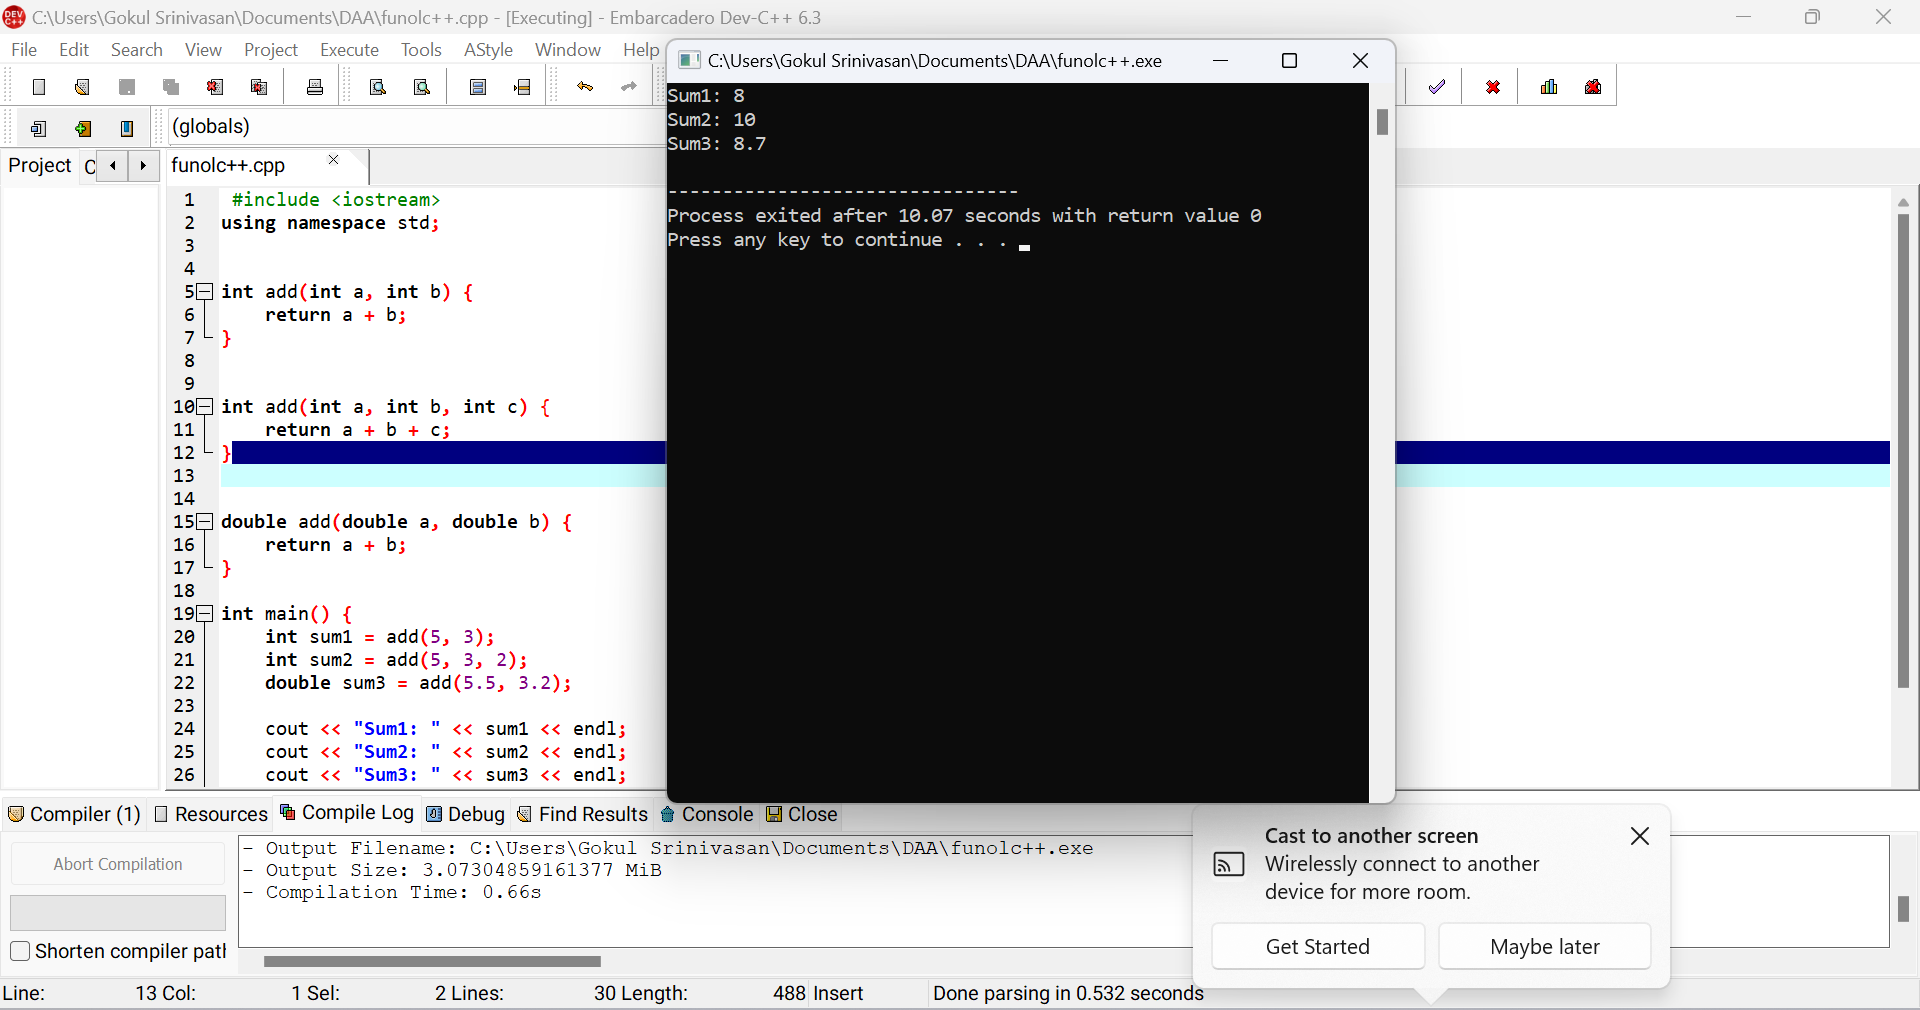 C:\Users\Gokul Srinivasan\Documents\DAA\funolc++.cpp - [Executing] - Embarcadero Dev-C++ 6.3
File Edit Search View Project Execute Tools AStyle Window Help
(globals)
Project C
funolc++.cpp
1 #include <iostream>
2 using namespace std;
3
4
5 int add(int a, int b) {
6 return a + b;
7 }
8
9
10 int add(int a, int b, int c) {
11 return a + b + c;
12 }
13
14
15 double add(double a, double b) {
16 return a + b;
17 }
18
19 int main() {
20 int sum1 = add(5, 3);
21 int sum2 = add(5, 3, 2);
22 double sum3 = add(5.5, 3.2);
23
24 cout << "Sum1: " << sum1 << endl;
25 cout << "Sum2: " << sum2 << endl;
26 cout << "Sum3: " << sum3 << endl;
C:\Users\Gokul Srinivasan\Documents\DAA\funolc++.exe
Sum1: 8
Sum2: 10
Sum3: 8.7
--------------------------------
Process exited after 10.07 seconds with return value 0
Press any key to continue . . .
Compiler (1) Resources Compile Log Debug Find Results Console Close
Abort Compilation
Shorten compiler path
- Output Filename: C:\Users\Gokul Srinivasan\Documents\DAA\funolc++.exe
- Output Size: 3.07304859161377 MiB
- Compilation Time: 0.66s
Cast to another screen
Wirelessly connect to another
device for more room.
Get Started Maybe later
Line: 13 Col: 1 Sel: 2 Lines: 30 Length: 488 Insert Done parsing in 0.532 seconds